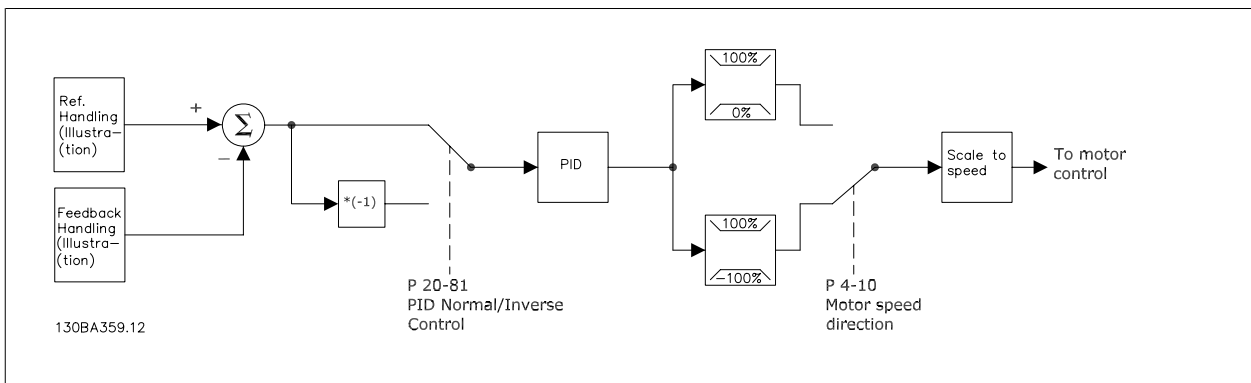 Ref.
Handling
(Illustra-
(tion)
+
Σ
−
Feedback
Handling
(Illustra-
(tion)
*(-1)
P 20-81
PID Normal/Inverse
Control
PID
100%
0%
100%
-100%
P 4-10
Motor speed
direction
Scale to
speed
To motor
control
130BA359.12